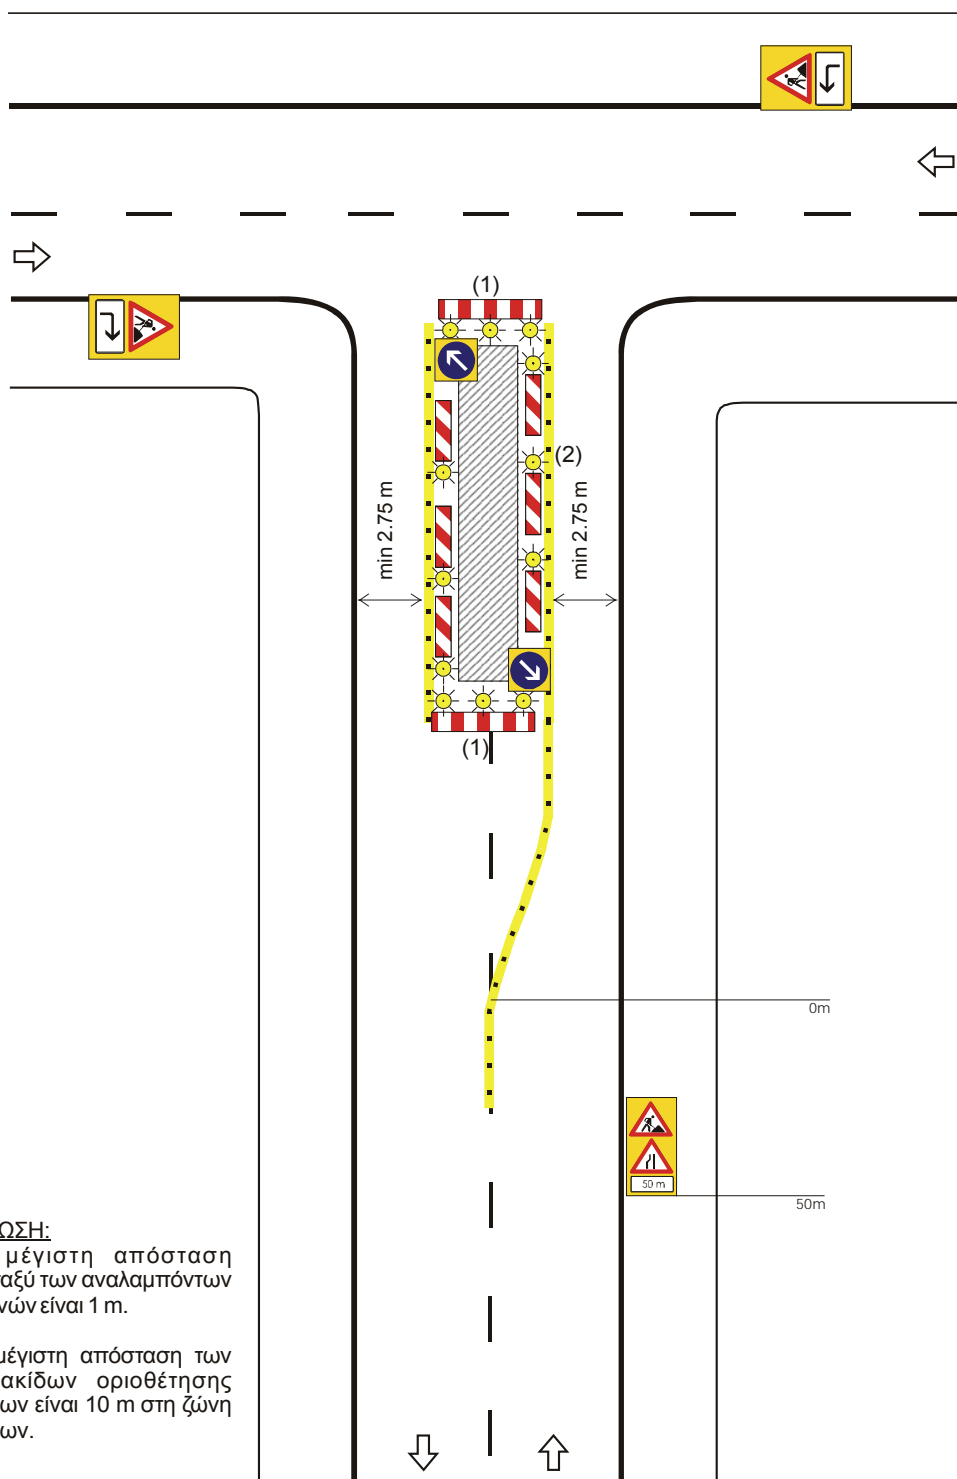 (1)
(2)
min 2.75 m
min 2.75 m
(1)
0m
50 m
50m
ΩΣΗ:
μέγιστη απόσταση
αξύ των αναλαμπόντων
νών είναι 1 m.
μέγιστη απόσταση των
ακίδων οριοθέτησης
ων είναι 10 m στη ζώνη
ων.